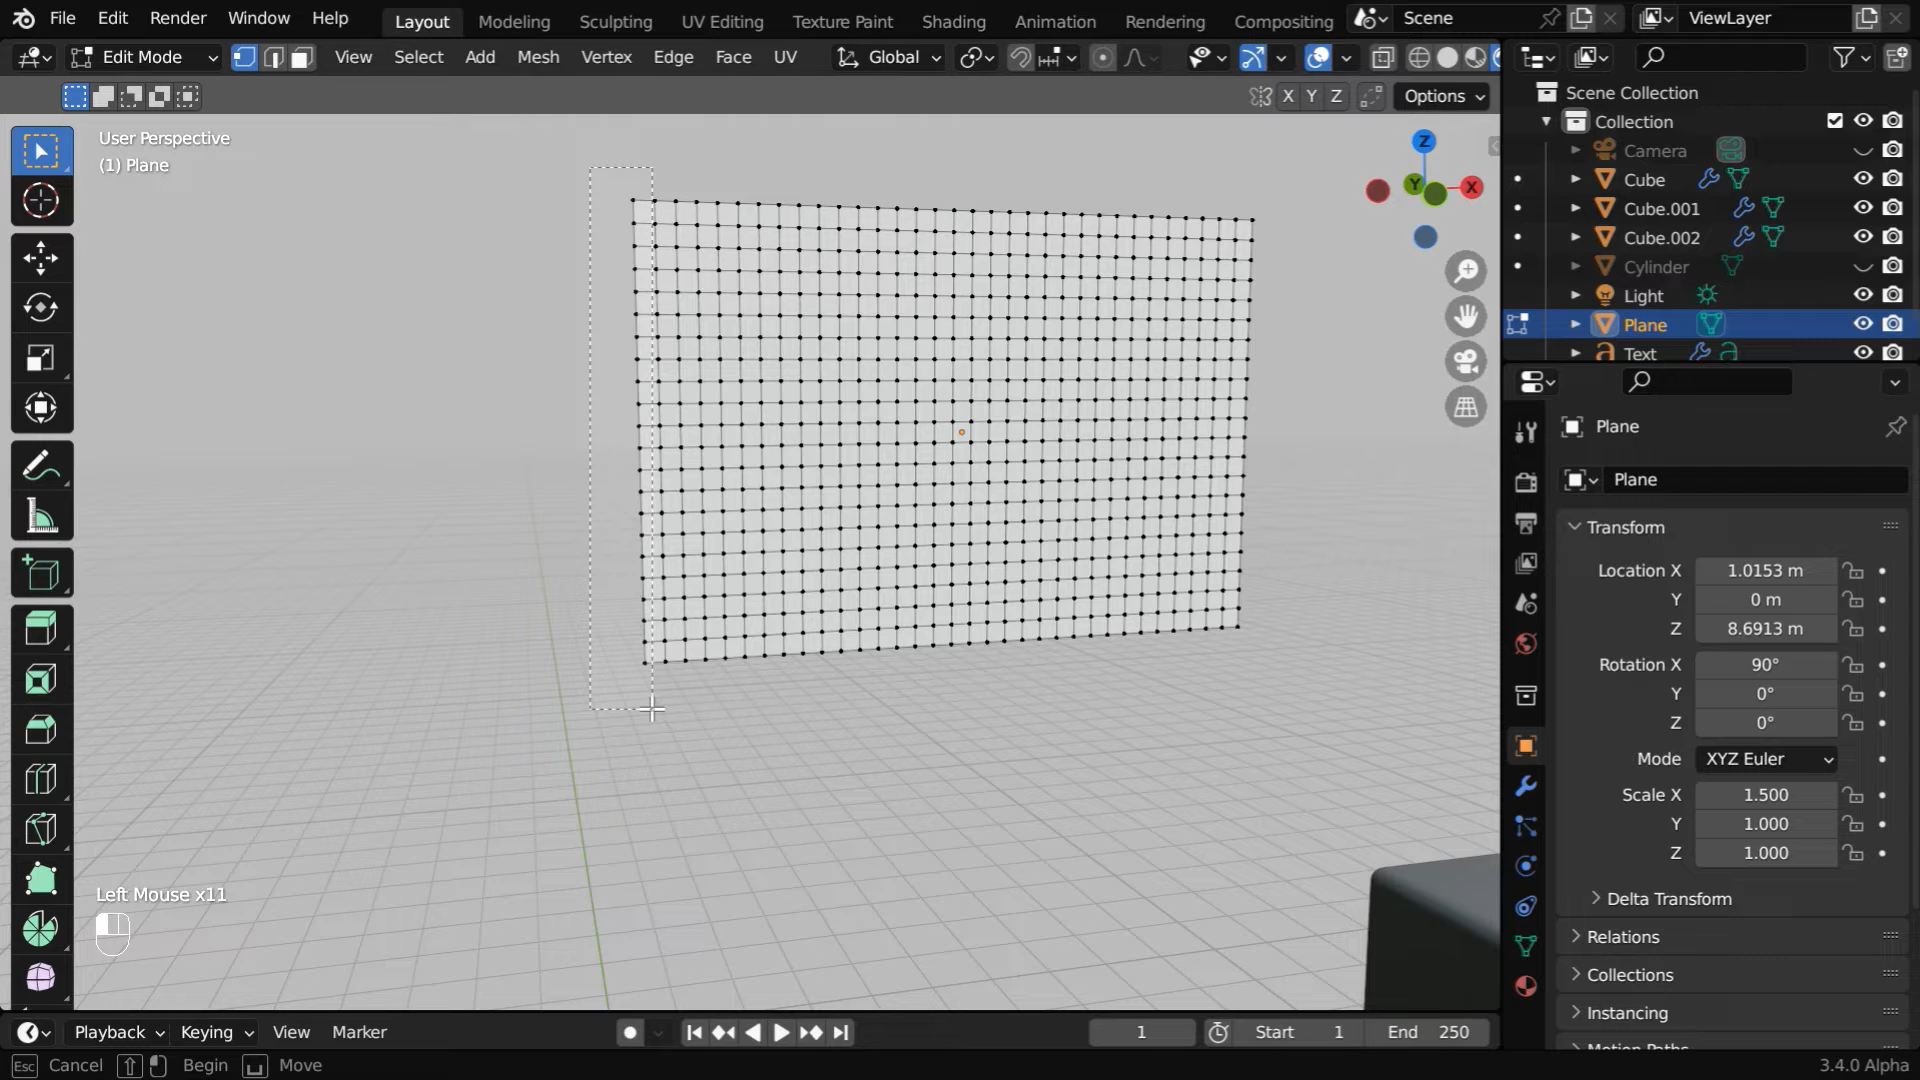 File Edit Render Window Help Layout Modeling Sculpting UV Editing Texture Paint Shading Animation Rendering Compositing Scene ViewLayer
Edit Mode View Select Add Mesh Vertex Edge Face UV Global
X Y Z Options
User Perspective
(1) Plane
Z
Y
X
Scene Collection
Collection
Camera
Cube
Cube.001
Cube.002
Cylinder
Light
Plane
Text
Plane
Plane
Transform
Location X 1.0153 m
Y 0 m
Z 8.6913 m
Rotation X 90°
Y 0°
Z 0°
Mode XYZ Euler
Scale X 1.500
Y 1.000
Z 1.000
Delta Transform
Relations
Collections
Instancing
Motion Paths
Left Mouse x11
Playback Keying View Marker 1 Start 1 End 250
Esc Cancel Begin Move 3.4.0 Alpha